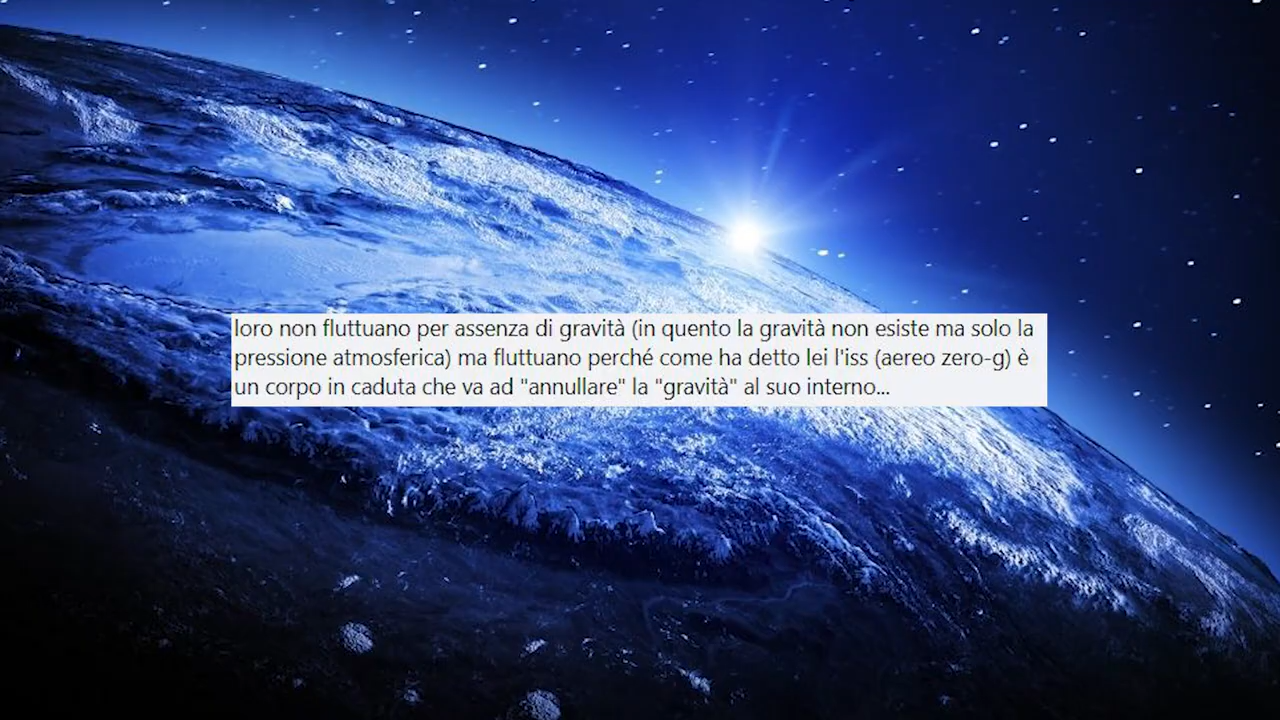 loro non fluttuano per assenza di gravità (in quento la gravità non esiste ma solo la
pressione atmosferica) ma fluttuano perché come ha detto lei l'iss (aereo zero-g) è
un corpo in caduta che va ad "annullare" la "gravità" al suo interno...